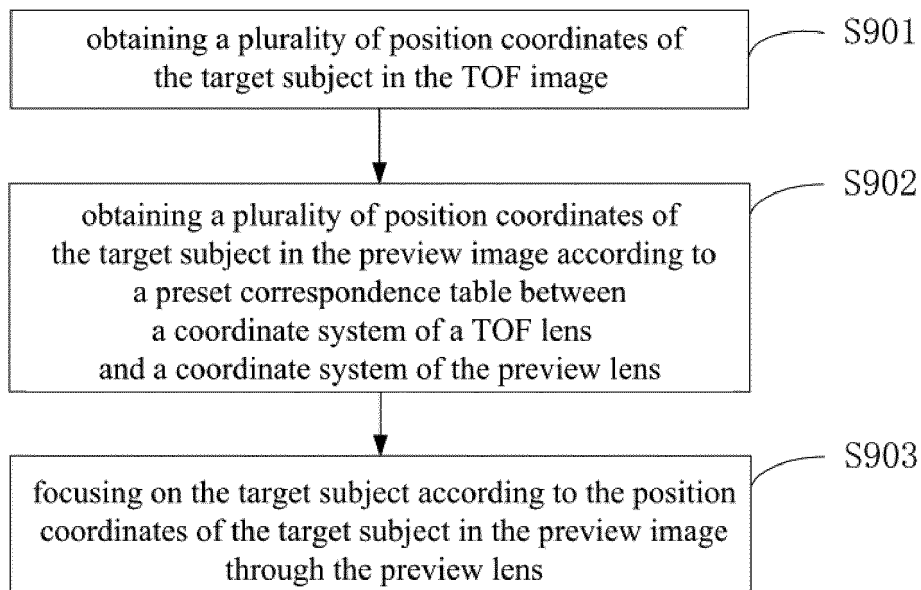 obtaining a plurality of position coordinates of
the target subject in the TOF image
S901
obtaining a plurality of position coordinates of
the target subject in the preview image according to
a preset correspondence table between
a coordinate system of a TOF lens
and a coordinate system of the preview lens
S902
focusing on the target subject according to the position
coordinates of the target subject in the preview image
through the preview lens
S903